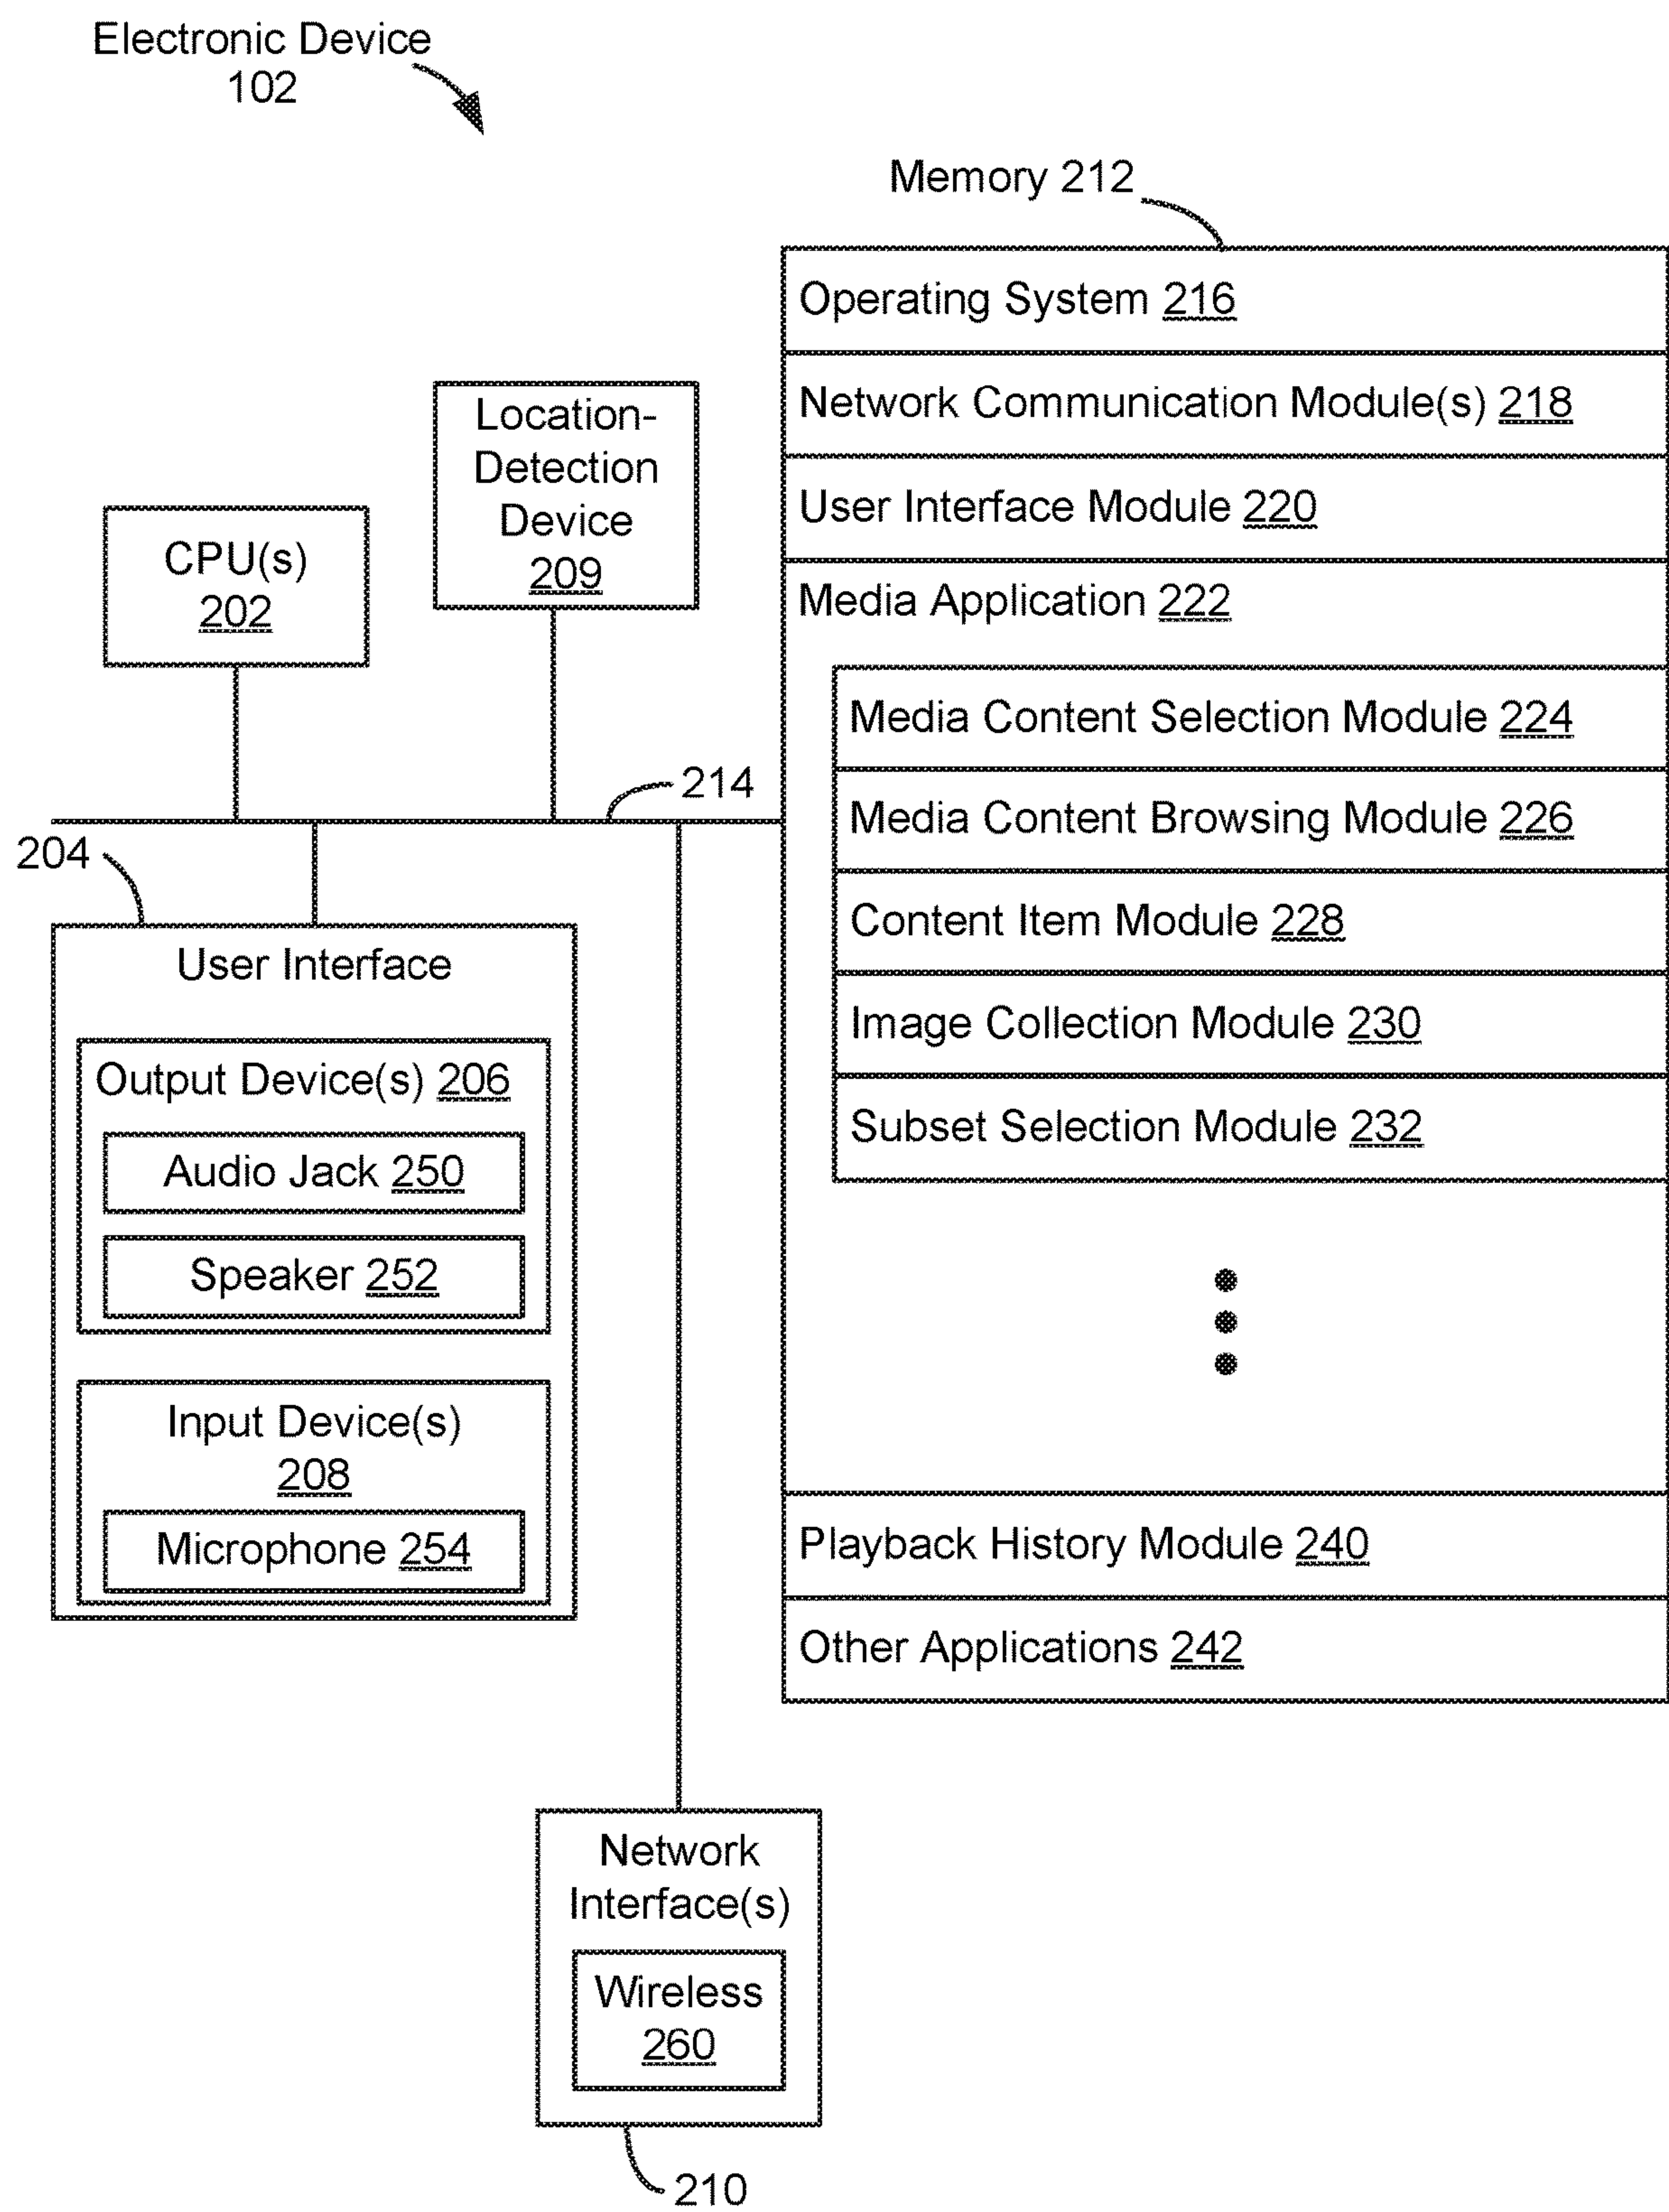 Electronic Device
102
Memory 212
Operating System 216
Network Communication Module(s) 218
User Interface Module 220
Media Application 222
Media Content Selection Module 224
Media Content Browsing Module 226
Content Item Module 228
Image Collection Module 230
Subset Selection Module 232
Playback History Module 240
Other Applications 242
Location-
Detection
Device
209
CPU(s)
202
214
204
User Interface
Output Device(s) 206
Audio Jack 250
Speaker 252
Input Device(s)
208
Microphone 254
Network
Interface(s)
Wireless
260
210